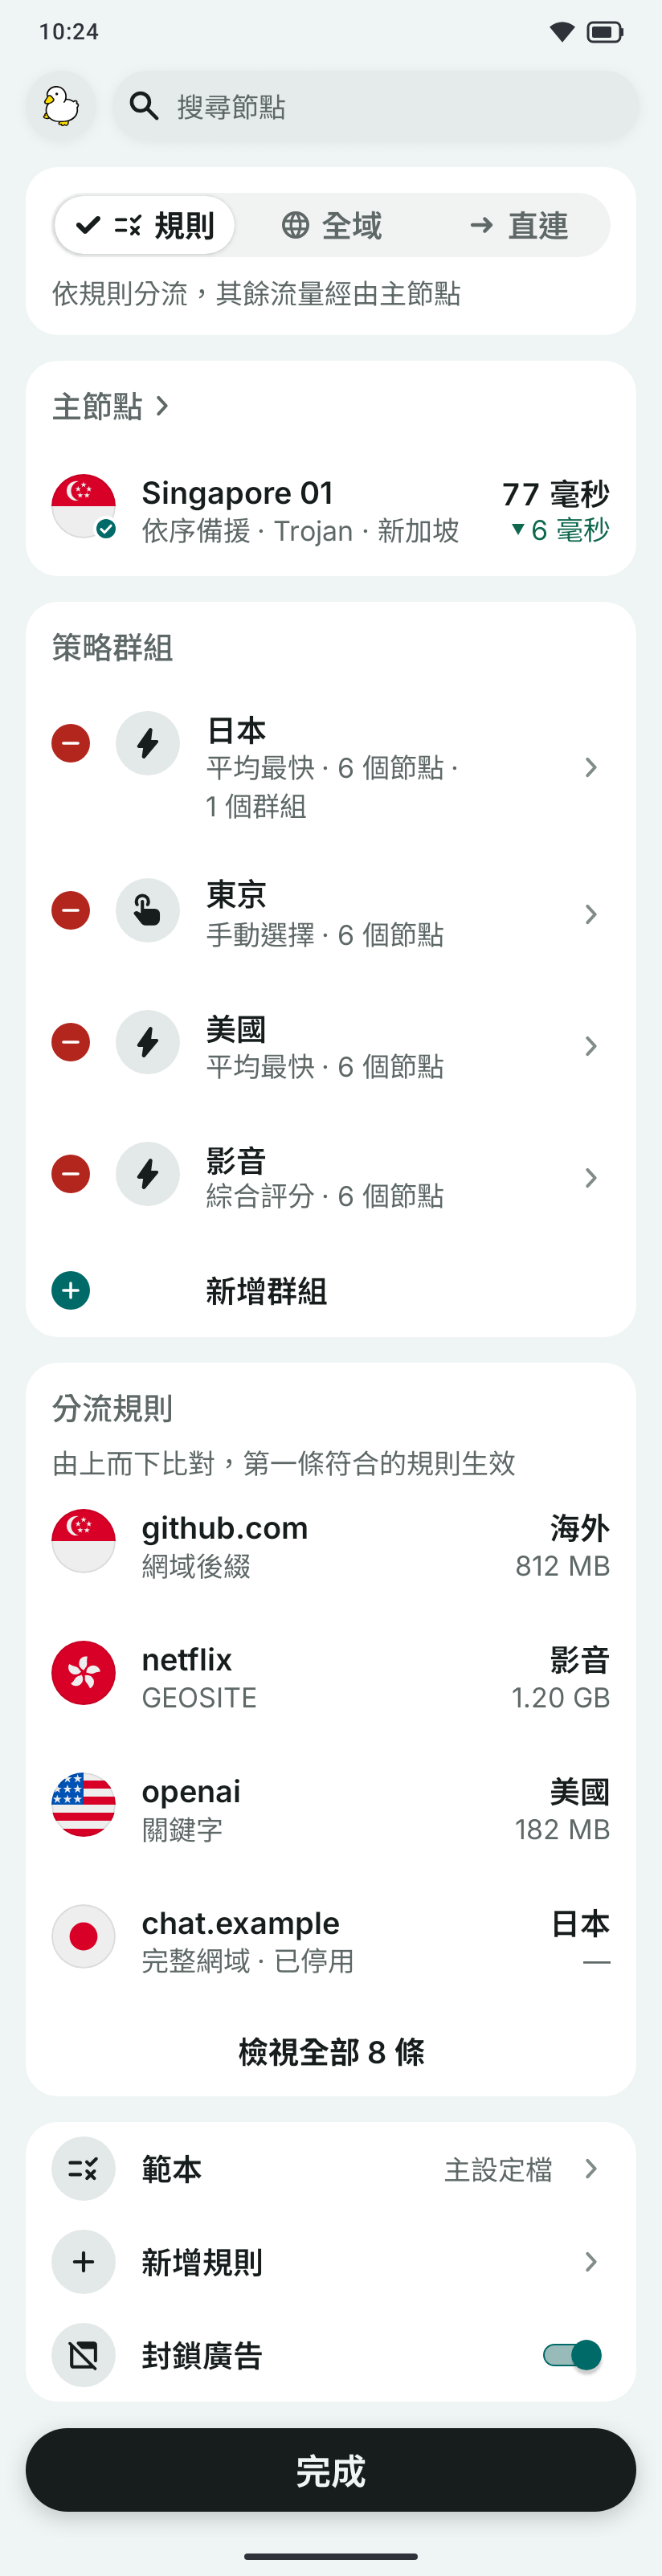 10:24
搜尋節點
規則
全域
直連
依規則分流，其餘流量經由主節點
主節點
Singapore 01
77 毫秒
依序備援 · Trojan · 新加坡
▼6 毫秒
策略群組
日本
平均最快 · 6 個節點 ·
1 個群組
東京
手動選擇 · 6 個節點
美國
平均最快 · 6 個節點
影音
綜合評分 · 6 個節點
新增群組
分流規則
由上而下比對，第一條符合的規則生效
github.com
海外
網域後綴
812 MB
netflix
影音
GEOSITE
1.20 GB
openai
美國
關鍵字
182 MB
chat.example
日本
完整網域 · 已停用
—
檢視全部 8 條
範本
主設定檔
新增規則
封鎖廣告
完成